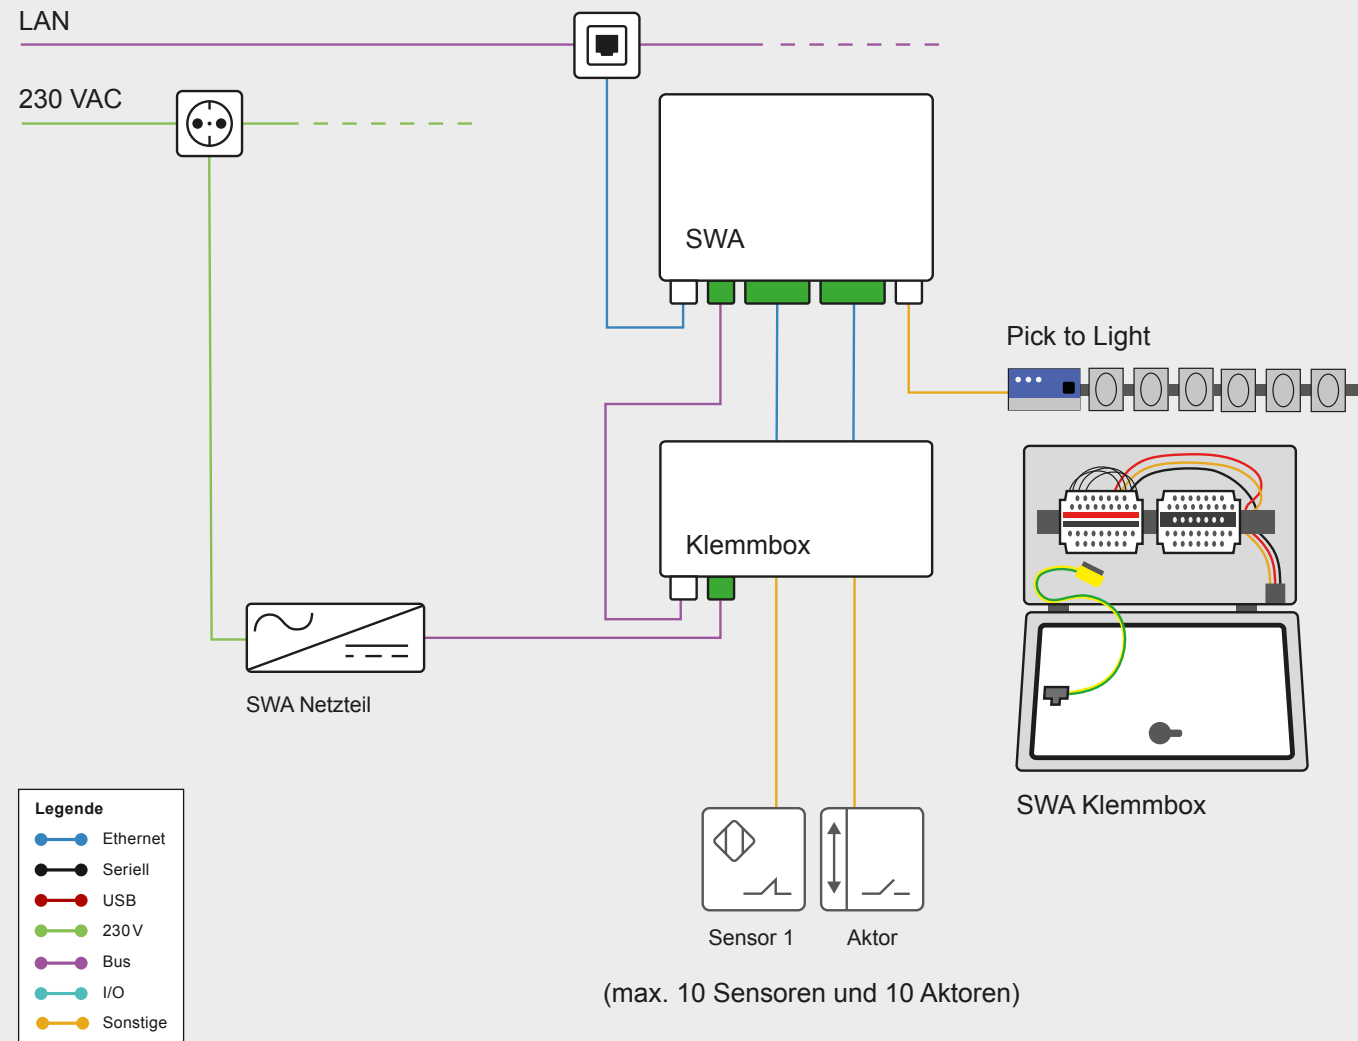 LAN
230 VAC
SWA
Pick to Light
Klemmbox
SWA Netzteil
SWA Klemmbox
Legende
Ethernet
Seriell
USB
230 V
Bus
I/O
Sonstige
Sensor 1
Aktor
(max. 10 Sensoren und 10 Aktoren)